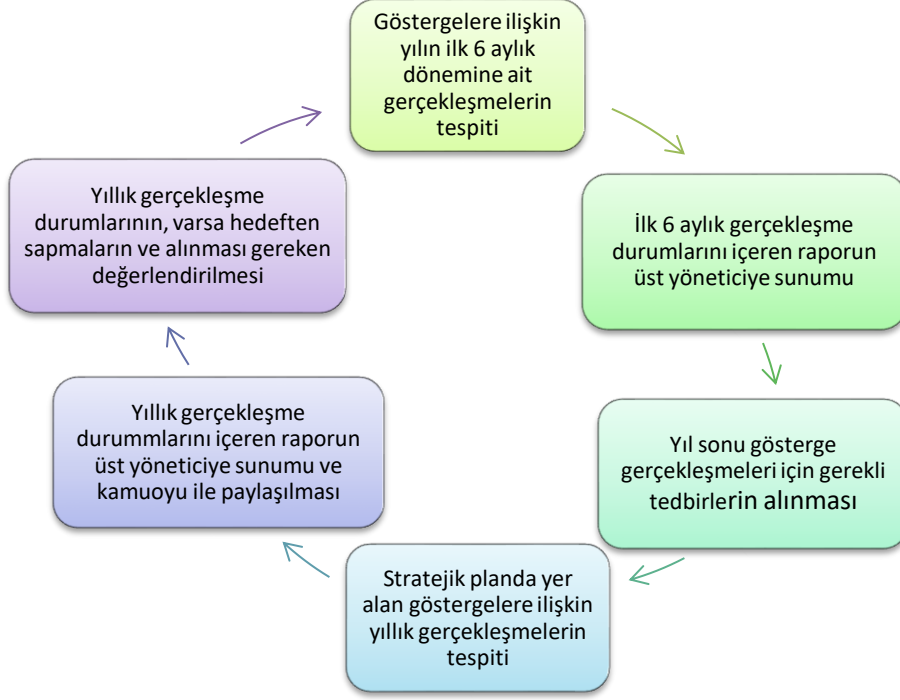 Göstergelere ilişkin
yılın ilk 6 aylık
dönemine ait
gerçekleşmelerin
tespiti
İlk 6 aylık gerçekleşme
durumlarını içeren raporun
üst yöneticiye sunumu
Yıl sonu gösterge
gerçekleşmeleri için gerekli
tedbirlerin alınması
Stratejik planda yer
alan göstergelere ilişkin
yıllık gerçekleşmelerin
tespiti
Yıllık gerçekleşme
durummlarını içeren raporun
üst yöneticiye sunumu ve
kamuoyu ile paylaşılması
Yıllık gerçekleşme
durumlarının, varsa hedeften
sapmaların ve alınması gereken
değerlendirilmesi